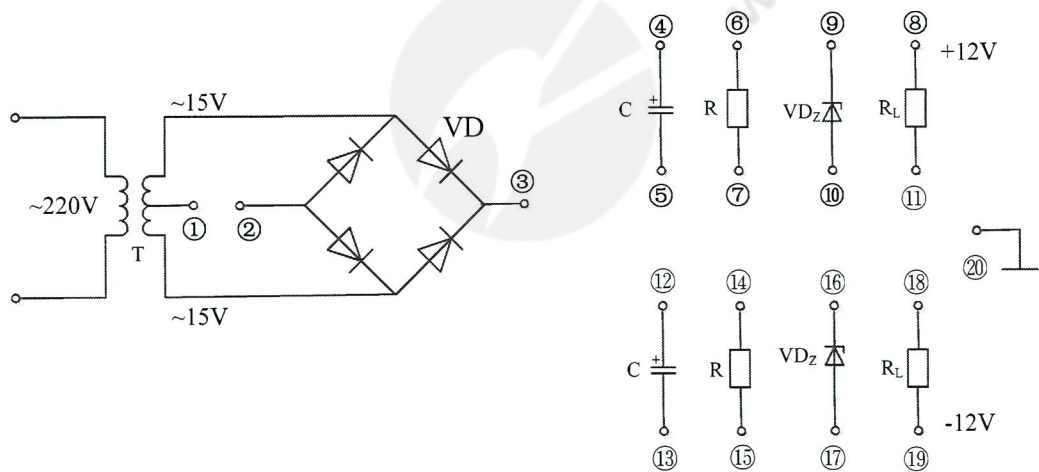 ④ ⑥ ⑨ ⑧
+12V
~15V
VD
C + R VDZ RL
③
⑤ ⑦ ⑩ ⑪
~220V
① ②
T
⑳
~15V
⑫ ⑭ ⑯ ⑱
C + R VDZ RL
-12V
⑬ ⑮ ⑰ ⑲